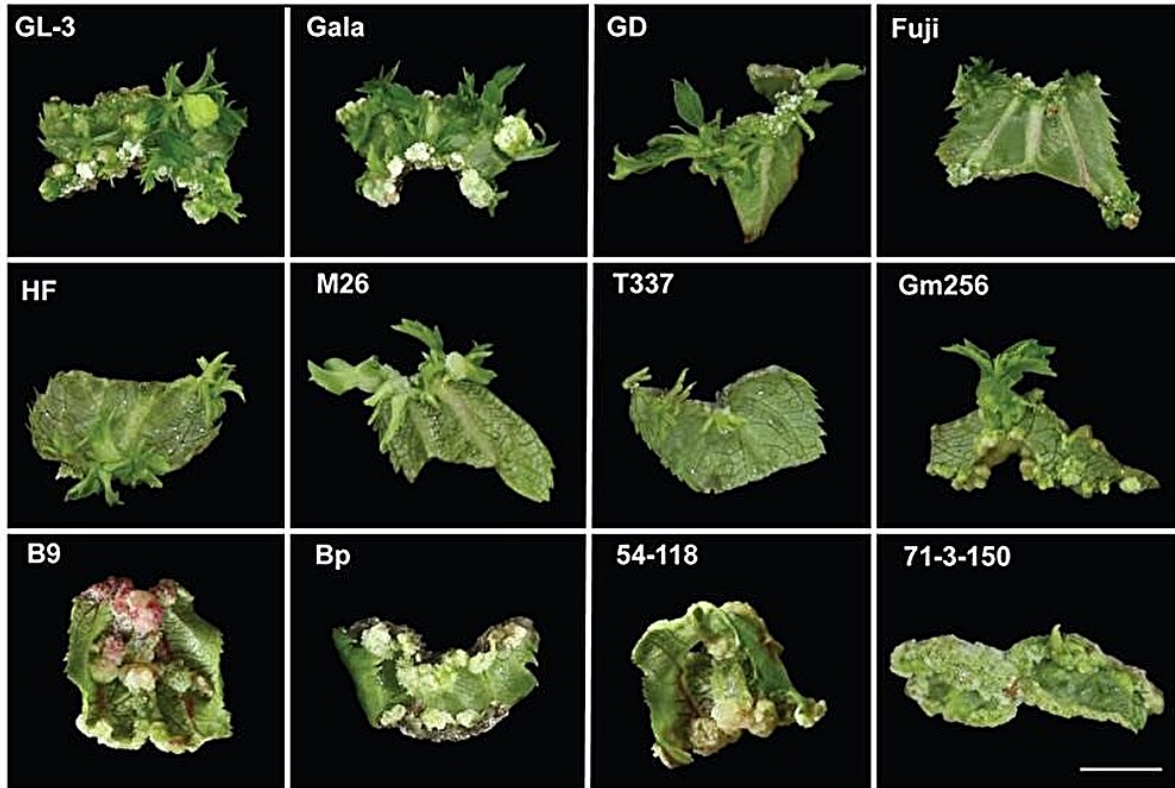 GL-3
Gala
GD
Fuji
HF
M26
T337
Gm256
B9
Bp
54-118
71-3-150